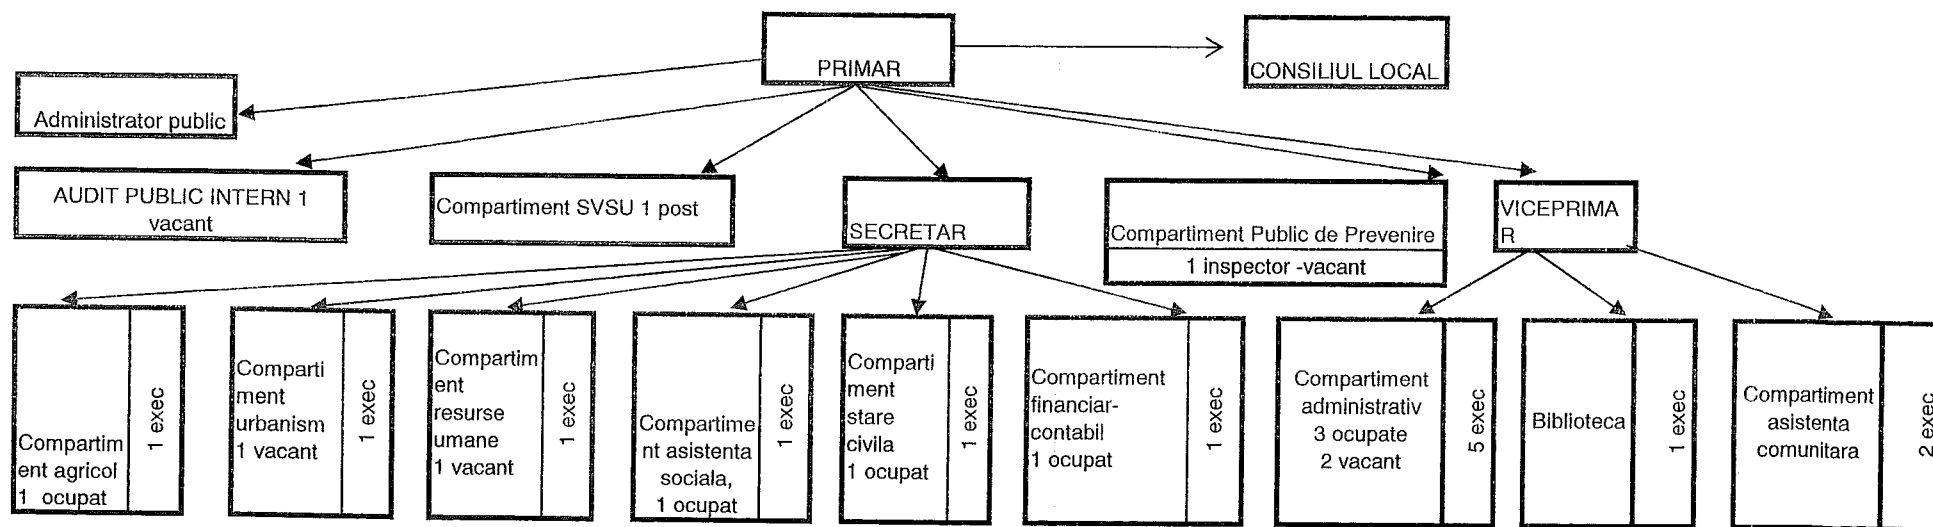 PRIMAR
CONSILIUL LOCAL
Administrator public
AUDIT PUBLIC INTERN 1
vacant
Compartiment SVSU 1 post
SECRETAR
Compartiment Public de Prevenire
1 inspector -vacant
VICEPRIMA
R
Compartim
ent agricol
1 ocupat
1 exec
Comparti
ment
urbanism
1 vacant
1 exec
Compartim
ent
resurse
umane
1 vacant
1 exec
Compartime
nt asistenta
sociala,
1 ocupat
1 exec
Comparti
ment
stare
civila
1 ocupat
1 exec
Compartiment
financiar-
contabil
1 ocupat
1 exec
Compartiment
administrativ
3 ocupate
2 vacant
5 exec
Biblioteca
1 exec
Compartiment
asistenta
comunitara
2 exec